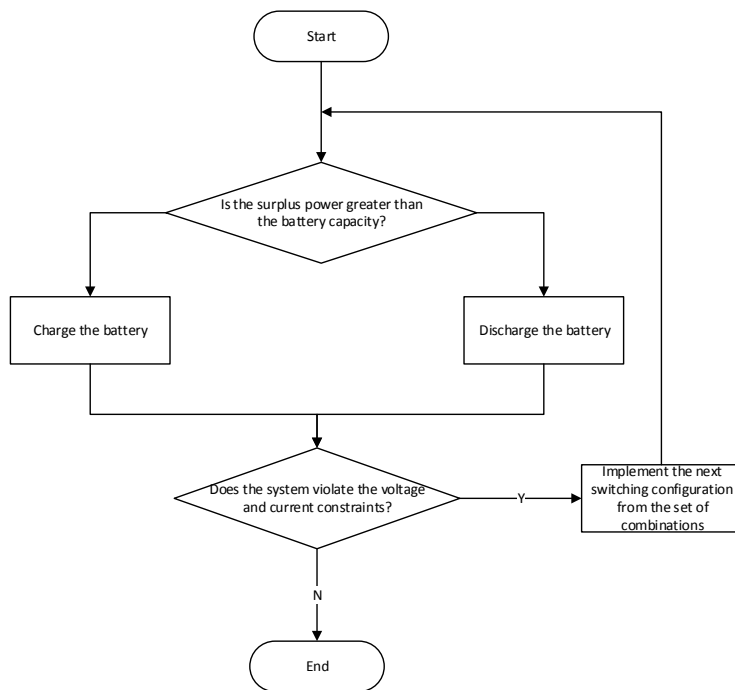 Start
Is the surplus power greater than
the battery capacity?
Charge the battery
Discharge the battery
Does the system violate the voltage
and current constraints?
Y
Implement the next
switching configuration
from the set of
combinations
N
End